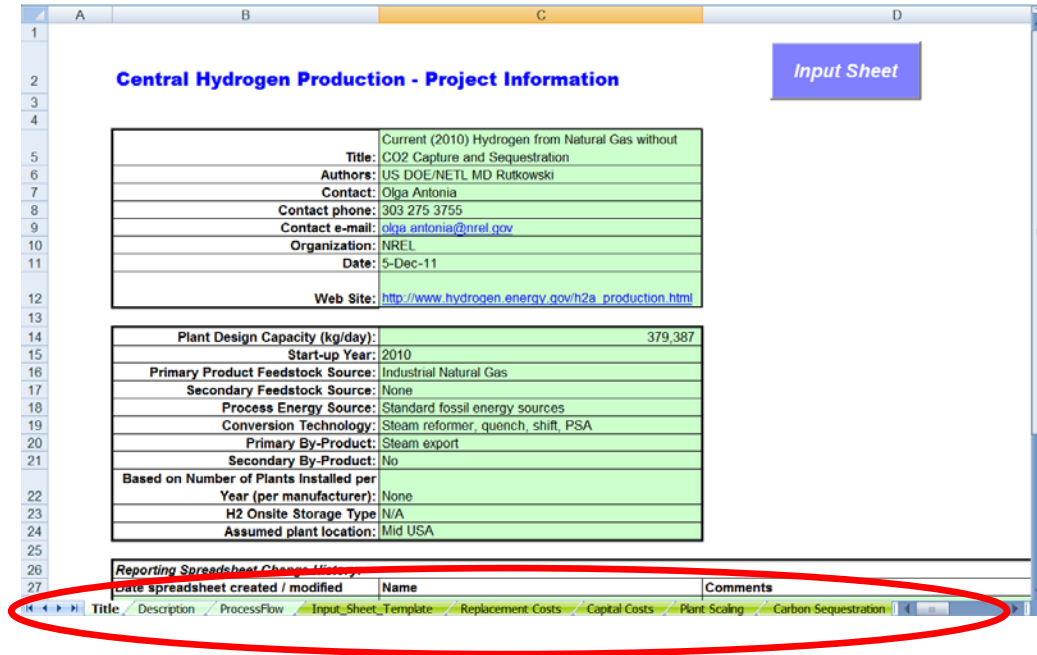 A B C D
1
2 Central Hydrogen Production - Project Information Input Sheet
3
4
Current (2010) Hydrogen from Natural Gas without
5 Title: CO2 Capture and Sequestration
6 Authors: US DOE/NETL MD Rutkowski
7 Contact: Olga Antonia
8 Contact phone: 303 275 3755
9 Contact e-mail: olga.antonia@nrel.gov
10 Organization: NREL
11 Date: 5-Dec-11
12 Web Site: http://www.hydrogen.energy.gov/h2a_production.html
13
14 Plant Design Capacity (kg/day): 379,387
15 Start-up Year: 2010
16 Primary Product Feedstock Source: Industrial Natural Gas
17 Secondary Feedstock Source: None
18 Process Energy Source: Standard fossil energy sources
19 Conversion Technology: Steam reformer, quench, shift, PSA
20 Primary By-Product: Steam export
21 Secondary By-Product: No
Based on Number of Plants Installed per
22 Year (per manufacturer): None
23 H2 Onsite Storage Type N/A
24 Assumed plant location: Mid USA
25
26 Reporting Spreadsheet Change History:
27 Date spreadsheet created / modified Name Comments
Title Description ProcessFlow Input_Sheet_Template Replacement Costs Captal Costs Plant Scaling Carbon Sequestration